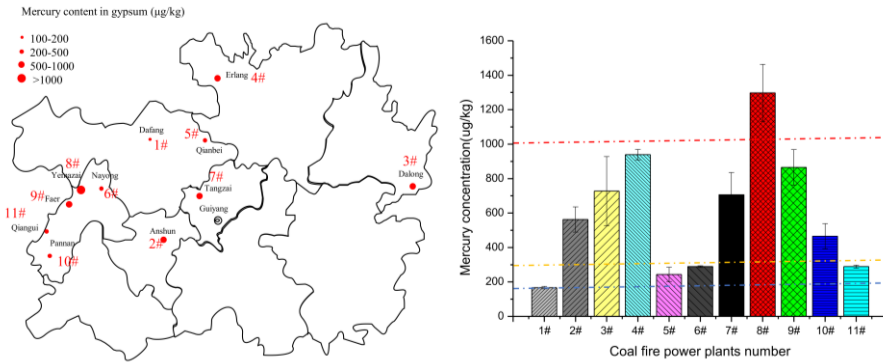 Mercury content in gypsum (μg/kg)
100-200
200-500
500-1000
>1000
Erlang 4#
Dafang
1#
5#
Qianbei
3#
Dalong
8#
Yemazai
Nayong
6#
7#
Tangzai
Guiyang
9#
Faer
11#
Qiangui
Anshun
2#
Pannan
10#
Mercury concentration(ug/kg)
1600
1400
1200
1000
800
600
400
200
0
1# 2# 3# 4# 5# 6# 7# 8# 9# 10# 11#
Coal fire power plants number